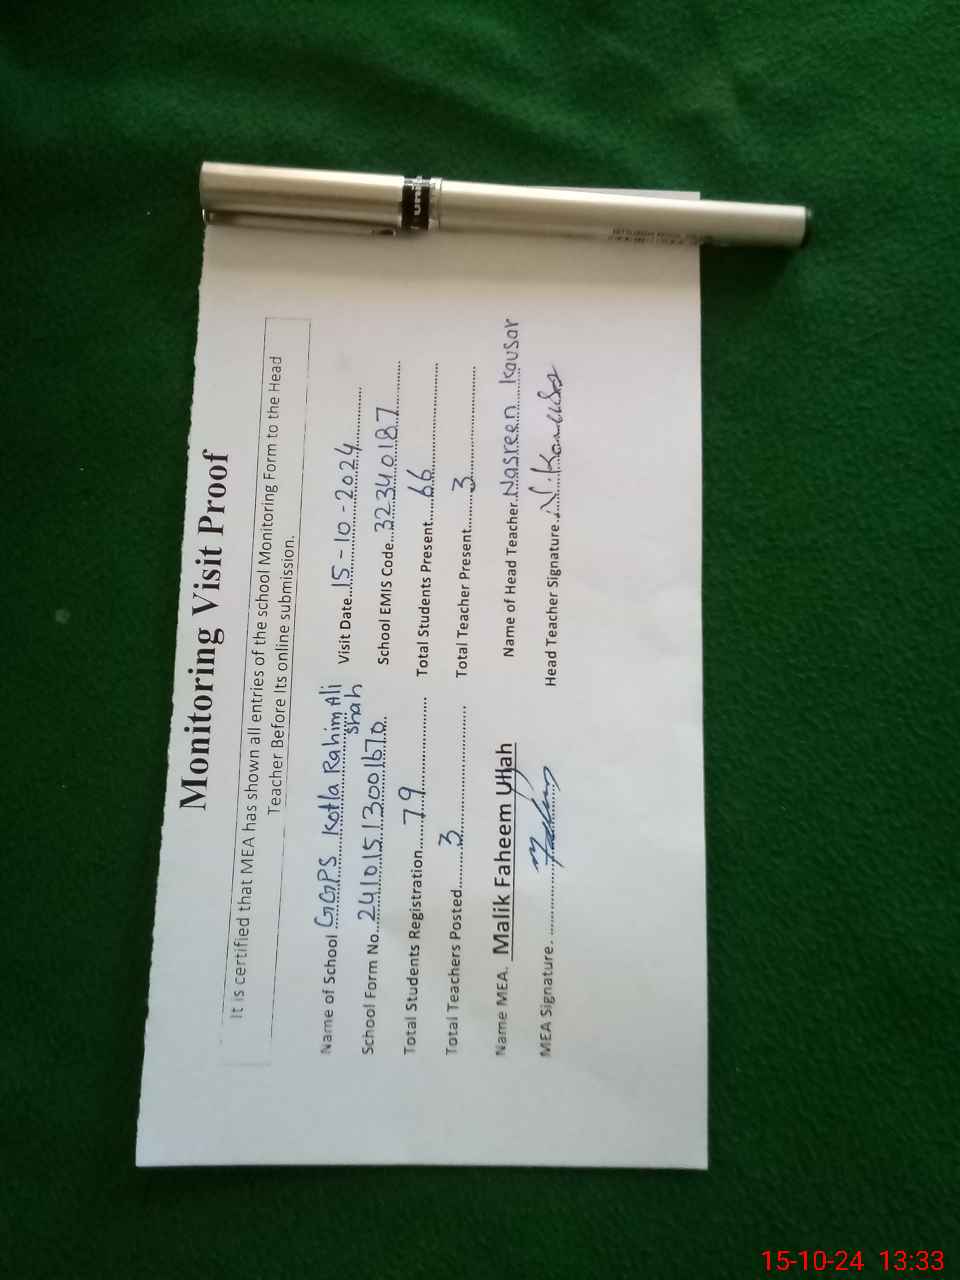 Monitoring Visit Proof
It is certified that MEA has shown all entries of the school Monitoring Form to the Head
Teacher Before Its online submission.
Name of School GGPS Kotla Rahim Ali Shah Visit Date 15-10-2024
School Form No. 24101513001670 School EMIS Code 32340187
Total Students Registration 79 Total Students Present 66
Total Teachers Posted 3 Total Teacher Present 3
Name MEA. Malik Faheem Ullah Name of Head Teacher. Nasreen Kousar
MEA Signature. Head Teacher Signature. N. Kousar
uni
15-10-24 13:33